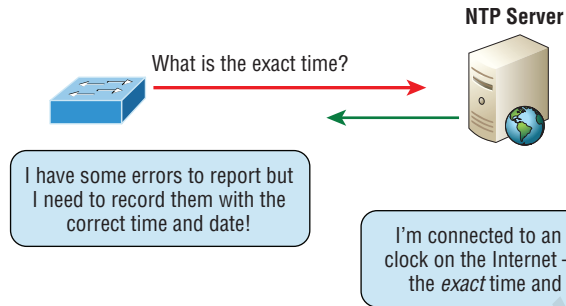 NTP Server
What is the exact time?
I have some errors to report but
I need to record them with the
correct time and date!
I'm connected to an
clock on the Internet -
the exact time and